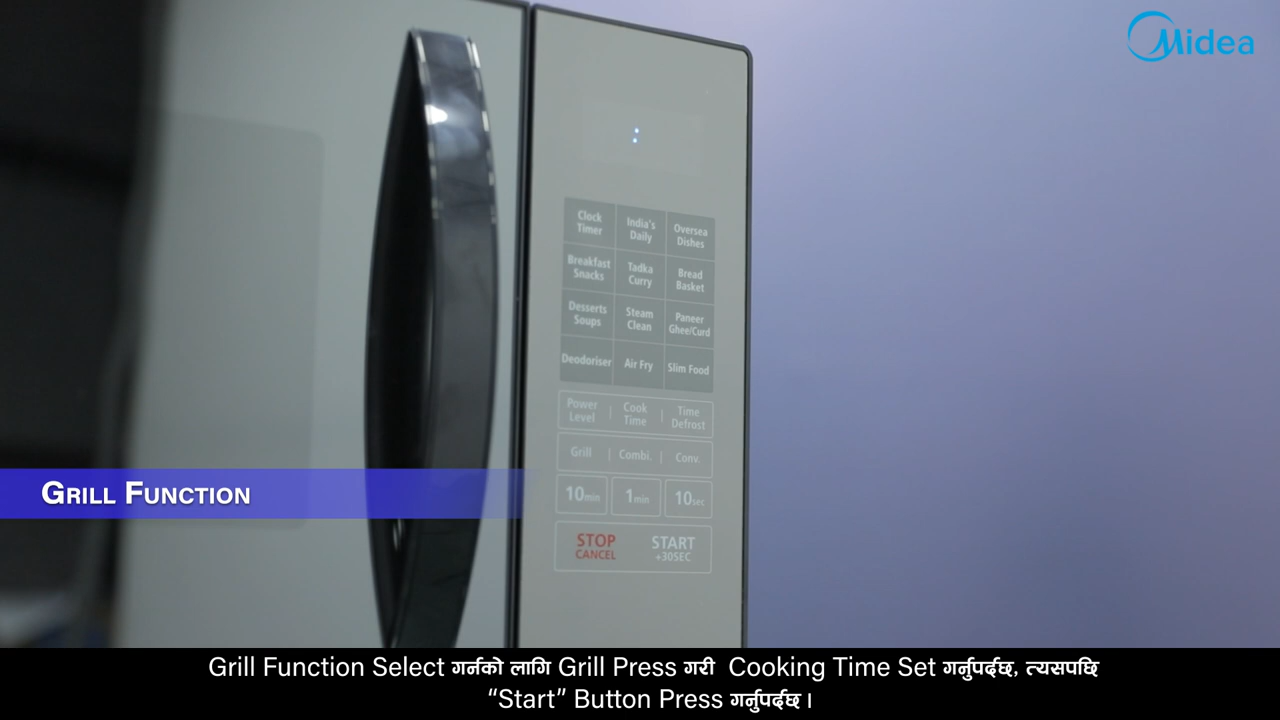 Midea
:
Clock Timer
India's Daily
Oversea Dishes
Breakfast Snacks
Tadka Curry
Bread Basket
Desserts Soups
Steam Clean
Paneer Ghee/Curd
Deodoriser
Air Fry
Slim Food
Power Level | Cook Time | Time Defrost
Grill | Combi. | Conv.
10min 1min 10sec
STOP CANCEL
START +30SEC
Grill Function
Grill Function Select गर्नको लागि Grill Press गरी Cooking Time Set गर्नुपर्दछ, त्यसपछि
“Start” Button Press गर्नुपर्दछ ।